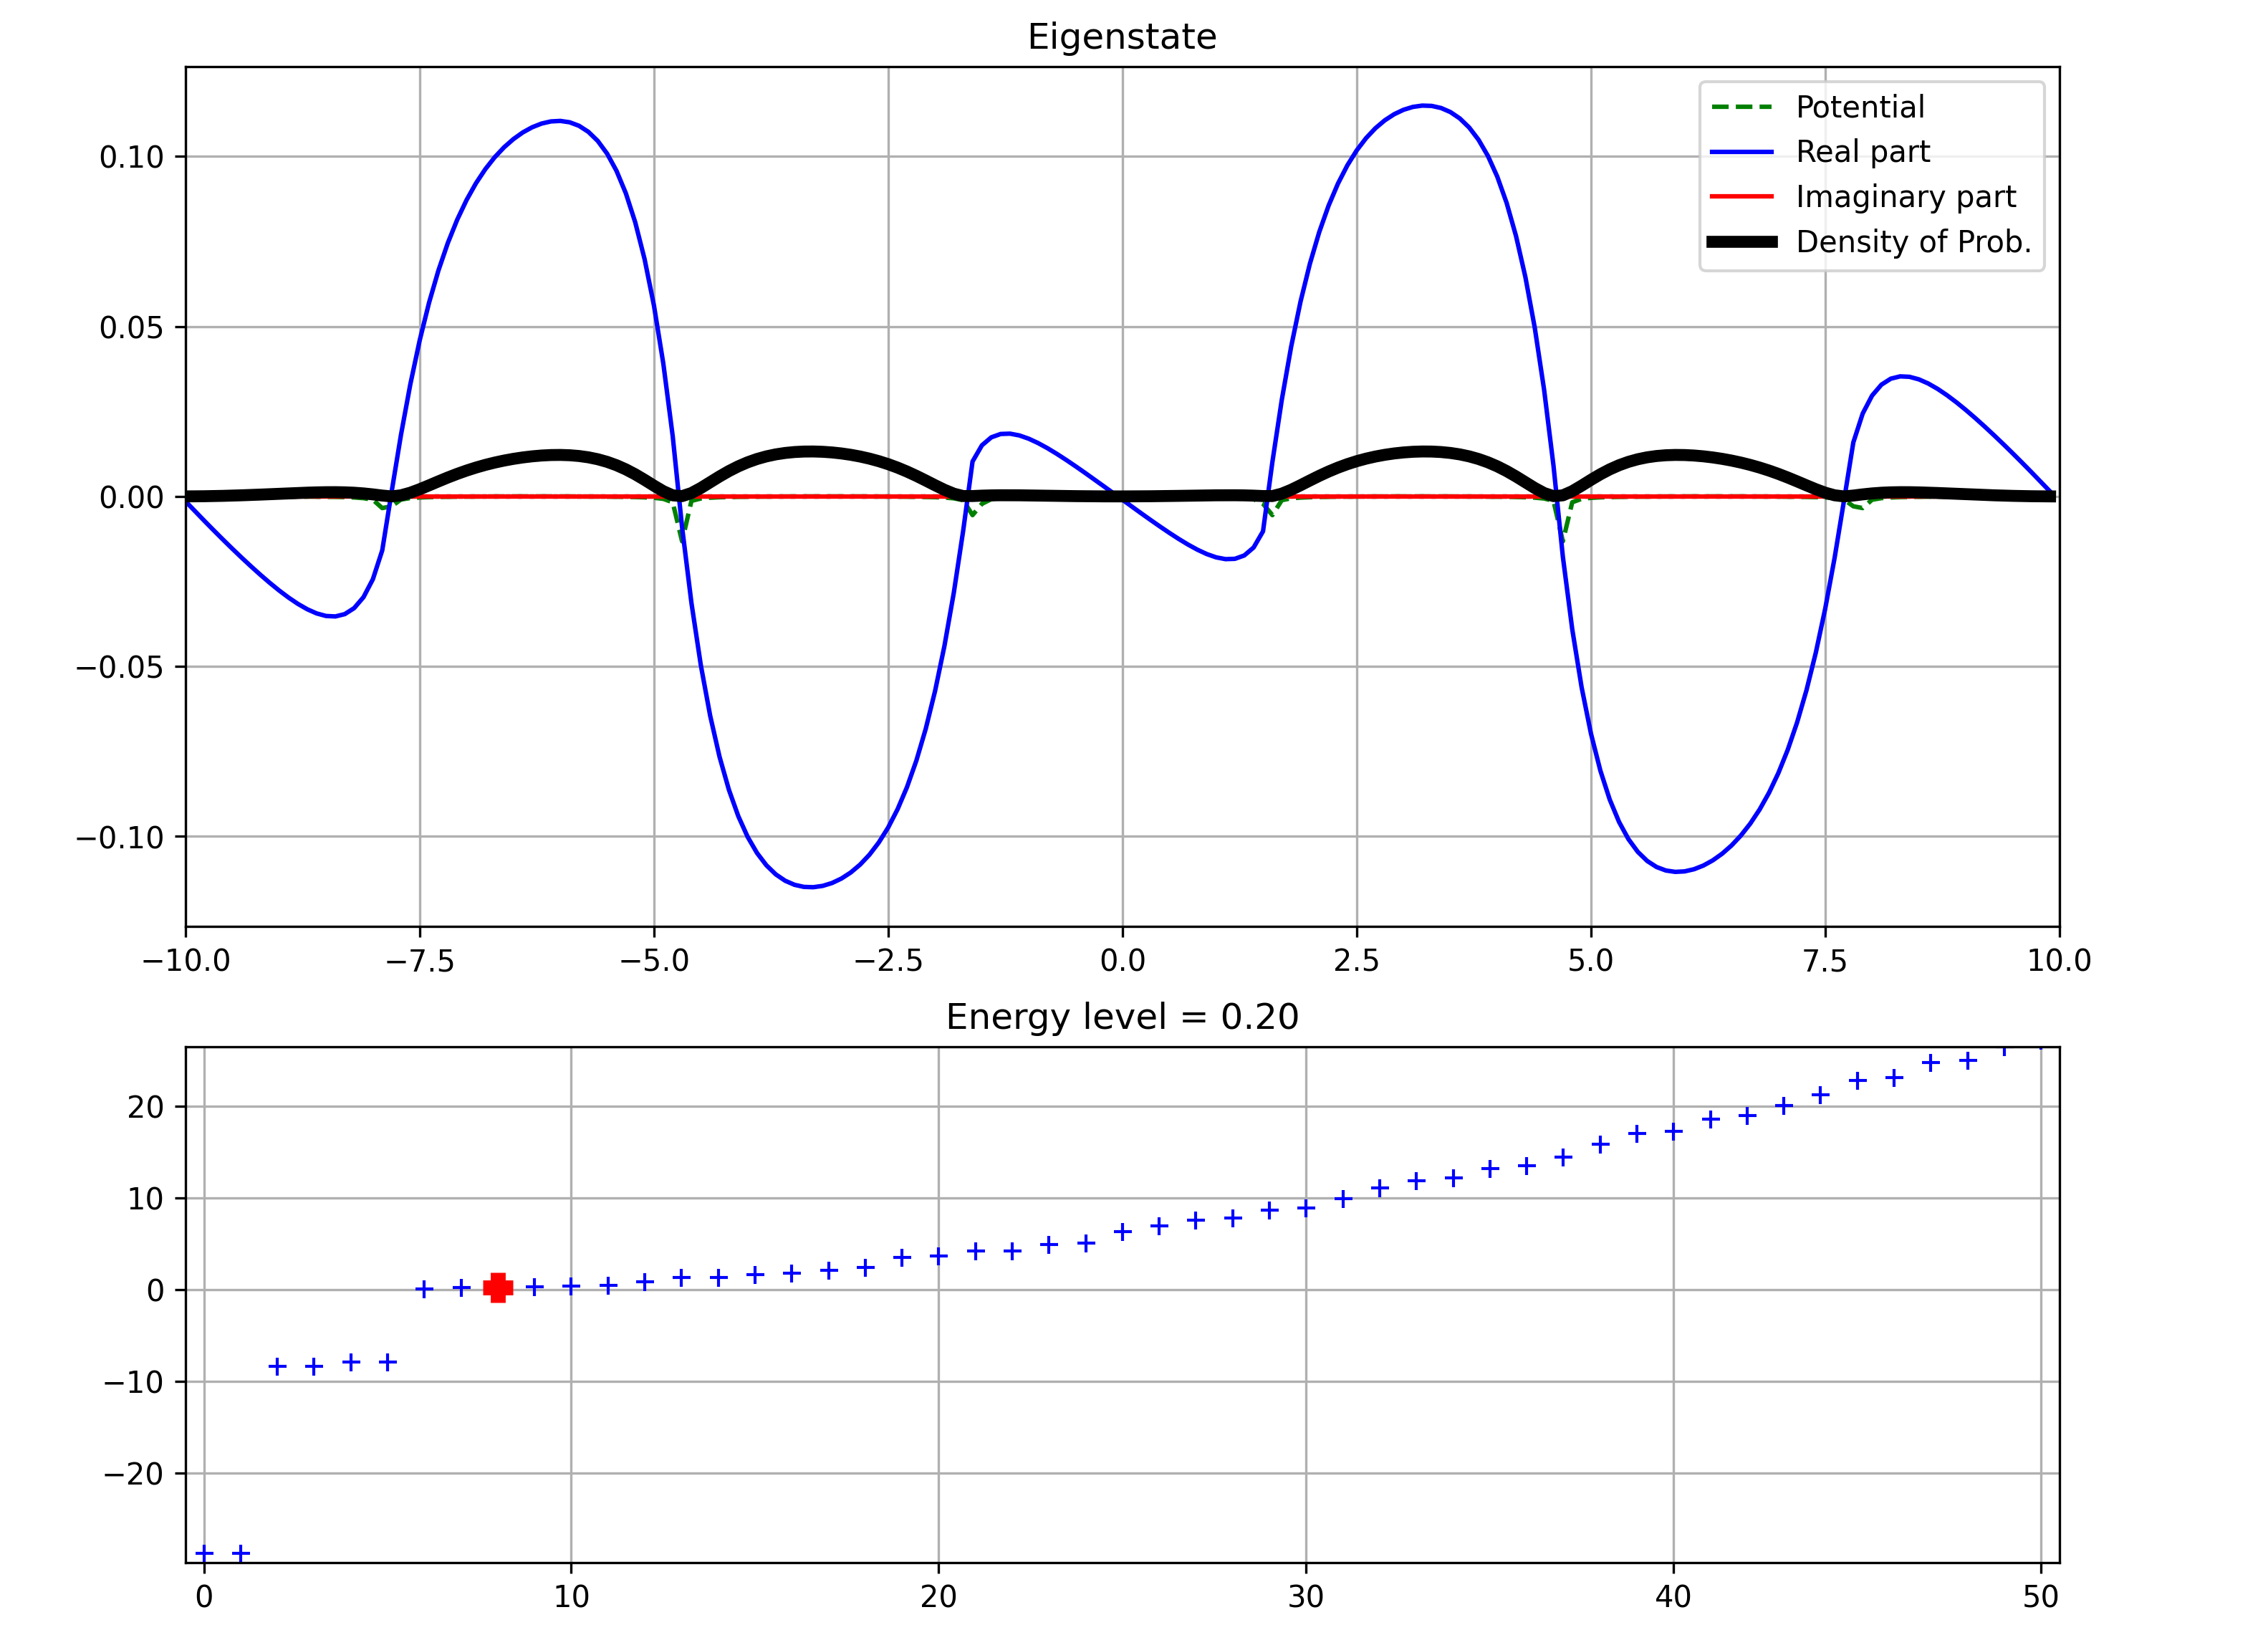 Eigenstate
Potential
Real part
Imaginary part
Density of Prob.
0.10
0.05
0.00
−0.05
−0.10
−10.0 −7.5 −5.0 −2.5 0.0 2.5 5.0 7.5 10.0
Energy level = 0.20
20
10
0
−10
−20
0 10 20 30 40 50